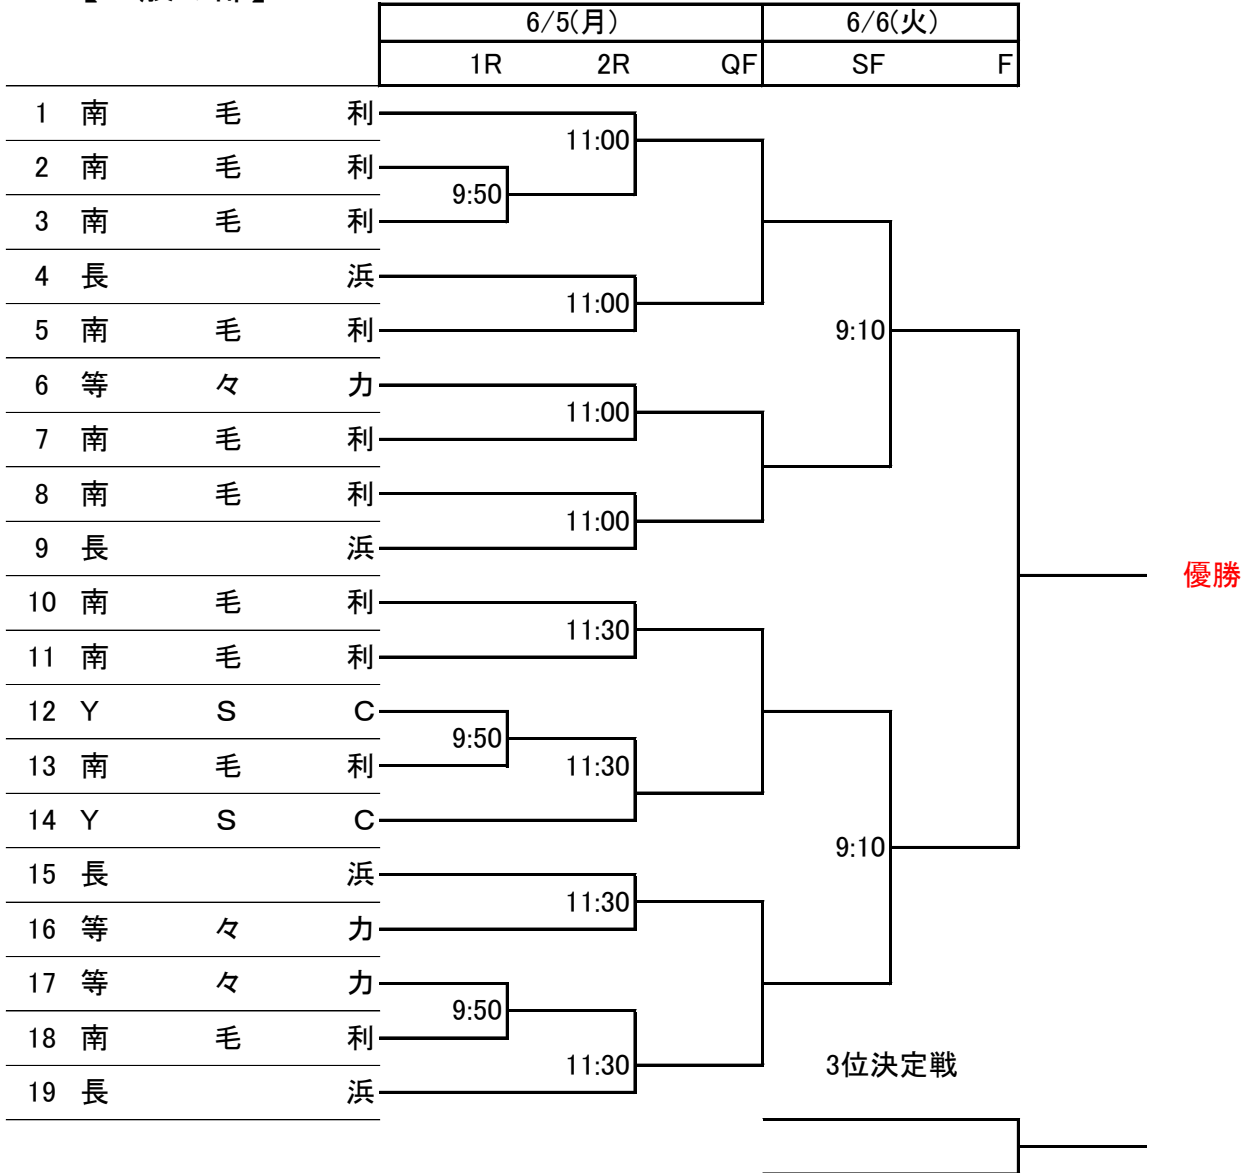 6/5(月) 6/6(火)
1R 2R QF SF F
1 南毛利
11:00
2 南毛利
9:50
3 南毛利
4 長浜
11:00
5 南毛利
9:10
6 等々力
11:00
7 南毛利
8 南毛利
11:00
9 長浜
優勝
10 南毛利
11:30
11 南毛利
12 YSC
9:50
13 南毛利
11:30
14 YSC
9:10
15 長浜
11:30
16 等々力
17 等々力
9:50
18 南毛利
11:30
3位決定戦
19 長浜